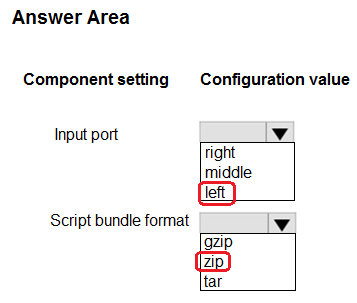 Answer Area
Component setting Configuration value
Input port
right
middle
left
Script bundle format
gzip
zip
tar